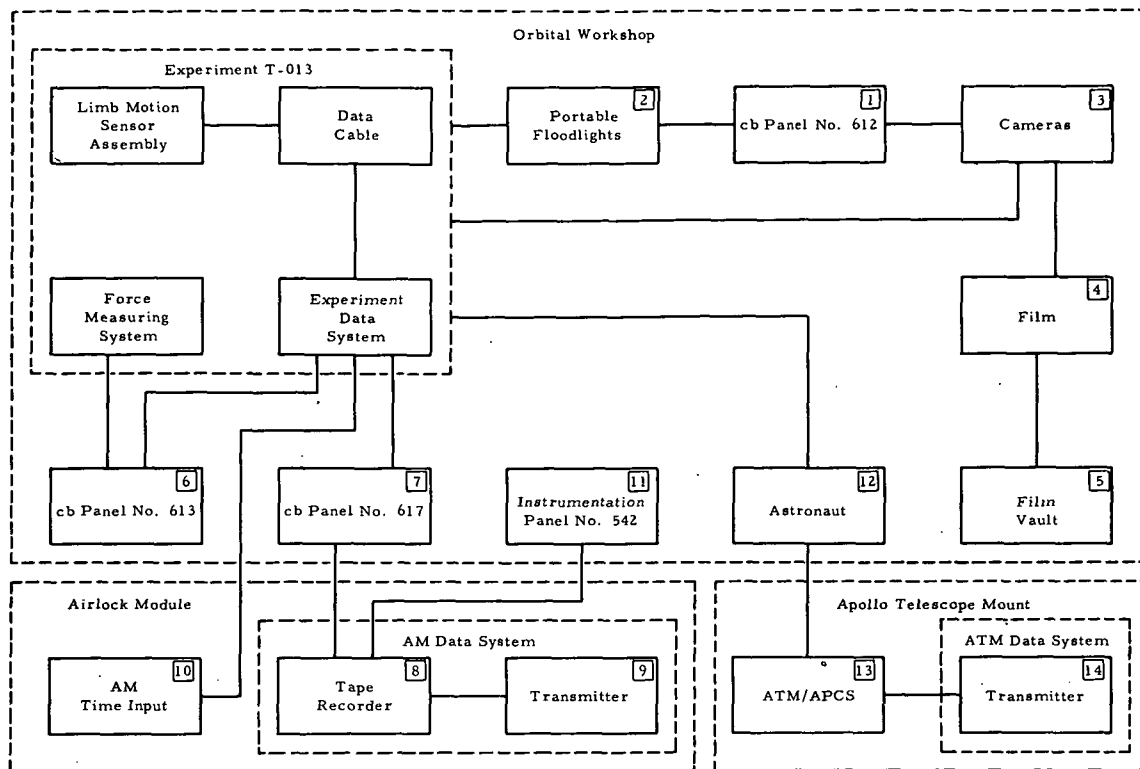 Orbital Workshop
Experiment T-013
Limb Motion
Sensor
Assembly
Data
Cable
2
Portable
Floodlights
1
cb Panel No. 612
3
Cameras
Force
Measuring
System
Experiment
Data
System
4
Film
6
cb Panel No. 613
7
cb Panel No. 617
11
Instrumentation
Panel No. 542
12
Astronaut
5
Film
Vault
Airlock Module
AM Data System
10
AM
Time Input
8
Tape
Recorder
9
Transmitter
Apollo Telescope Mount
ATM Data System
13
ATM/APCS
14
Transmitter